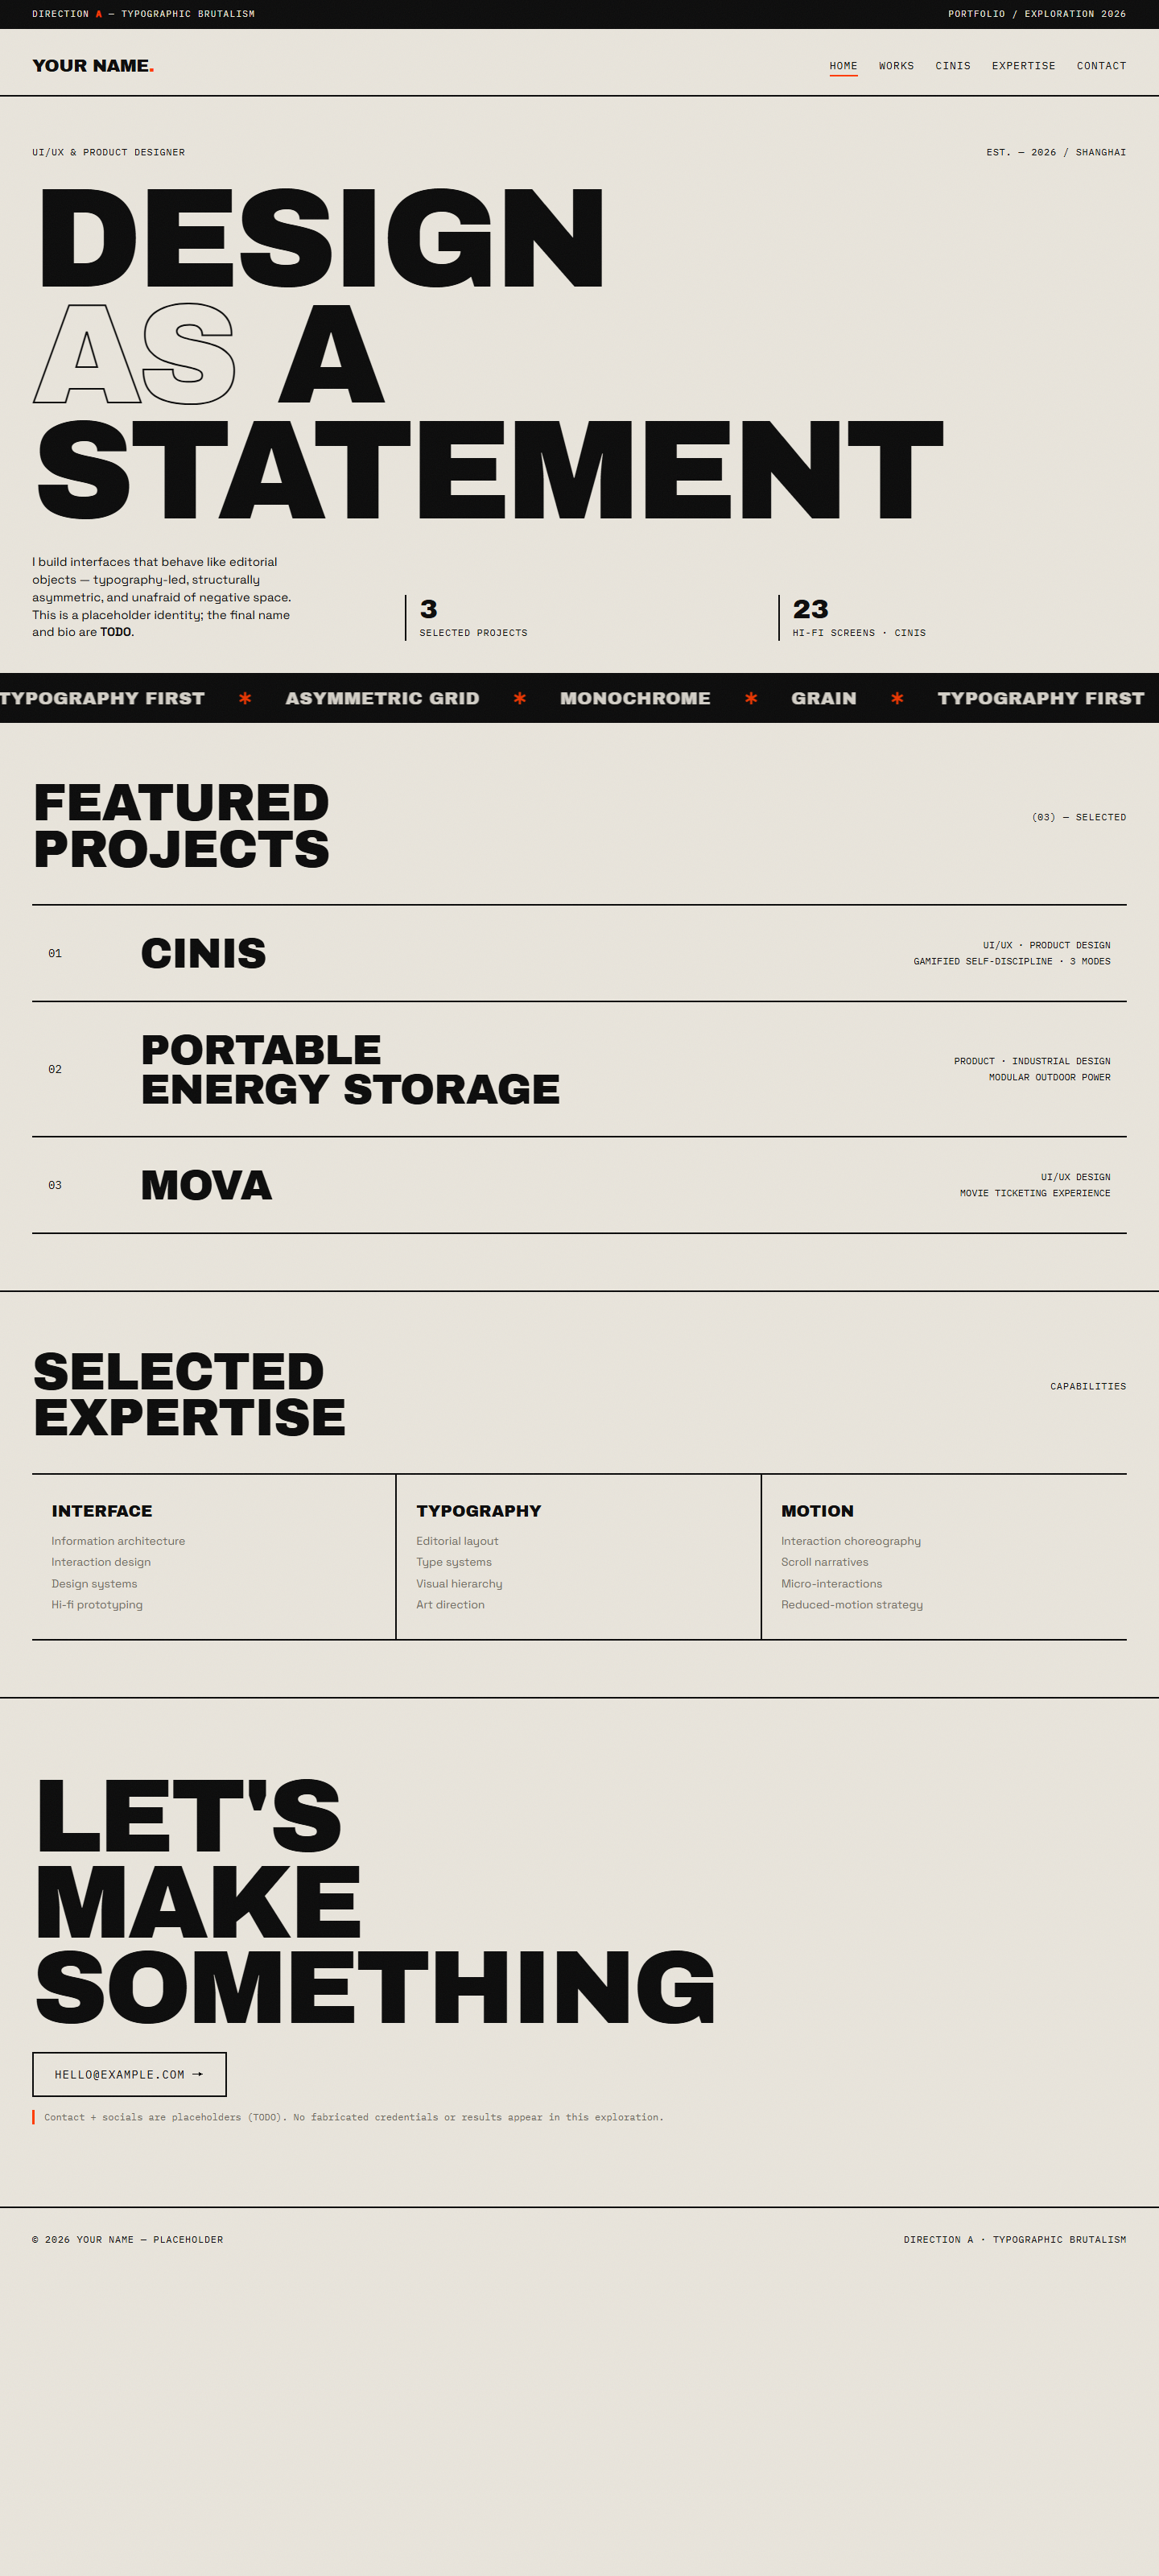 DIRECTION A — TYPOGRAPHIC BRUTALISM
PORTFOLIO / EXPLORATION 2026
YOUR NAME.
HOME WORKS CINIS EXPERTISE CONTACT
UI/UX & PRODUCT DESIGNER
EST. — 2026 / SHANGHAI
DESIGN
AS A
STATEMENT
I build interfaces that behave like editorial
objects — typography-led, structurally
asymmetric, and unafraid of negative space.
This is a placeholder identity; the final name
and bio are TODO.
3
SELECTED PROJECTS
23
HI-FI SCREENS · CINIS
TYPOGRAPHY FIRST * ASYMMETRIC GRID * MONOCHROME * GRAIN * TYPOGRAPHY FIRST
FEATURED
PROJECTS
(03) — SELECTED
01
CINIS
UI/UX · PRODUCT DESIGN
GAMIFIED SELF-DISCIPLINE · 3 MODES
02
PORTABLE
ENERGY STORAGE
PRODUCT · INDUSTRIAL DESIGN
MODULAR OUTDOOR POWER
03
MOVA
UI/UX DESIGN
MOVIE TICKETING EXPERIENCE
SELECTED
EXPERTISE
CAPABILITIES
INTERFACE
Information architecture
Interaction design
Design systems
Hi-fi prototyping
TYPOGRAPHY
Editorial layout
Type systems
Visual hierarchy
Art direction
MOTION
Interaction choreography
Scroll narratives
Micro-interactions
Reduced-motion strategy
LET'S
MAKE
SOMETHING
HELLO@EXAMPLE.COM →
Contact + socials are placeholders (TODO). No fabricated credentials or results appear in this exploration.
© 2026 YOUR NAME — PLACEHOLDER
DIRECTION A · TYPOGRAPHIC BRUTALISM